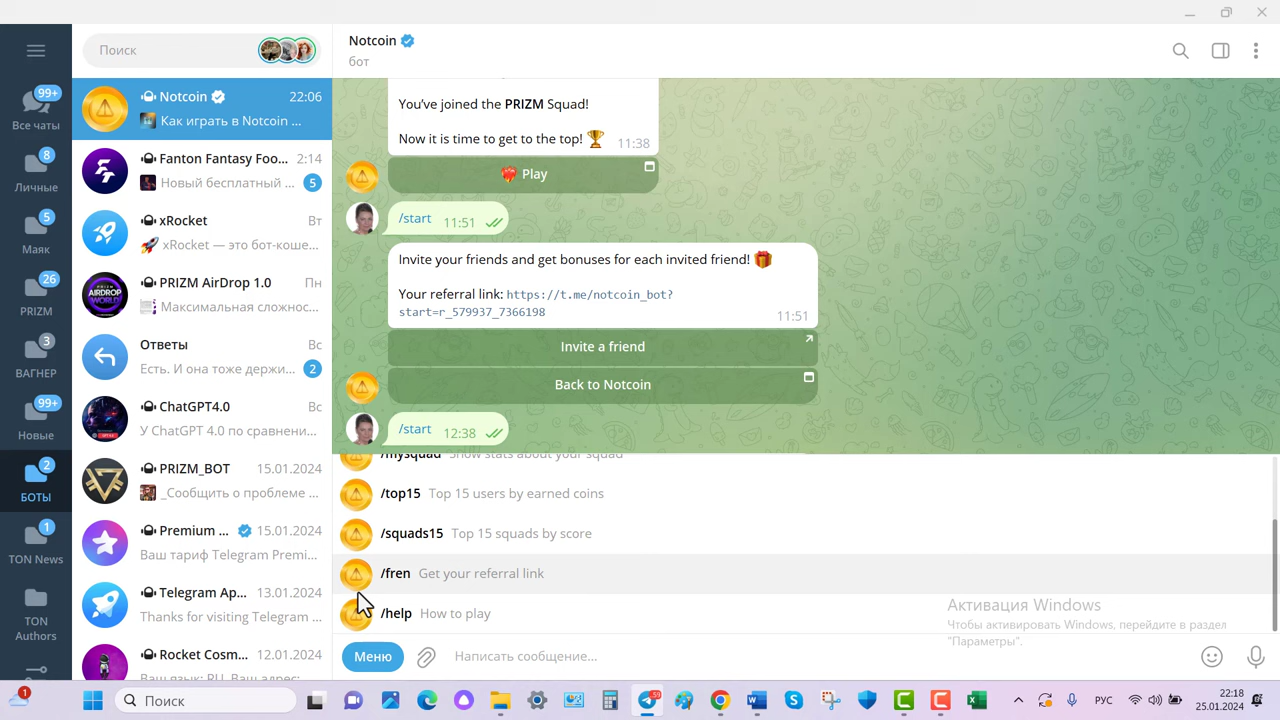 Поиск
99+
Все чаты
8
Личные
5
Маяк
26
PRIZM
3
ВАГНЕР
99+
Новые
2
БОТЫ
1
TON News
TON
Authors
Notcoin 22:06
Как играть в Notcoin ...
Fanton Fantasy Foo... 2:14
Новый бесплатный ... 5
xRocket Вт
xRocket — это бот-коше...
PRIZM AirDrop 1.0 Пн
Максимальная сложнос...
Ответы Вс
Есть. И она тоже держи... 2
ChatGPT4.0 Вс
У ChatGPT 4.0 по сравнени...
PRIZM_BOT 15.01.2024
_Сообщить о проблеме ...
Premium ... 15.01.2024
Ваш тариф Telegram Premi...
Telegram Ap... 13.01.2024
Thanks for visiting Telegram ...
Rocket Cosm... 12.01.2024
Ваш язык: RU. Ваш адрес:
Notcoin
бот
You’ve joined the PRIZM Squad!
Now it is time to get to the top! 🏆 11:38
Play
/start 11:51
Invite your friends and get bonuses for each invited friend! 🎁
Your referral link: https://t.me/notcoin_bot?
start=r_579937_7366198 11:51
Invite a friend
Back to Notcoin
/start 12:38
/mysquad Show stats about your squad
/top15 Top 15 users by earned coins
/squads15 Top 15 squads by score
/fren Get your referral link
/help How to play
Активация Windows
Чтобы активировать Windows, перейдите в раздел
"Параметры".
Меню Написать сообщение...
1 Поиск 59 РУС 22:18
25.01.2024